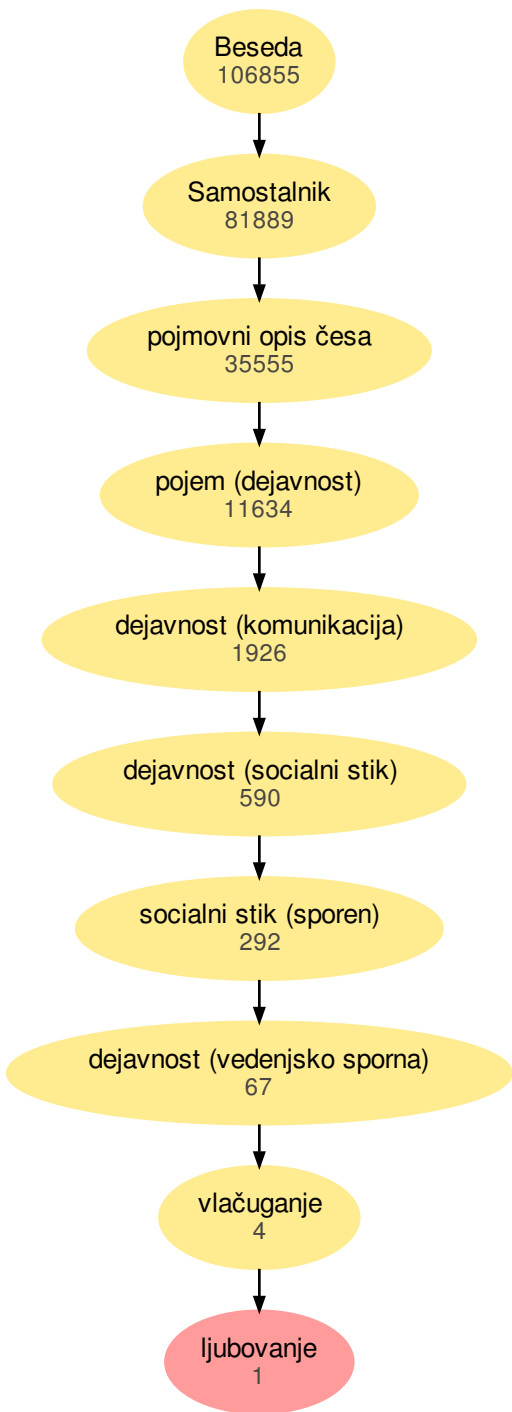 Beseda
106855
Samostalnik
81889
pojmovni opis česa
35555
pojem (dejavnost)
11634
dejavnost (komunikacija)
1926
dejavnost (socialni stik)
590
socialni stik (sporen)
292
dejavnost (vedenjsko sporna)
67
vlačuganje
4
ljubovanje
1